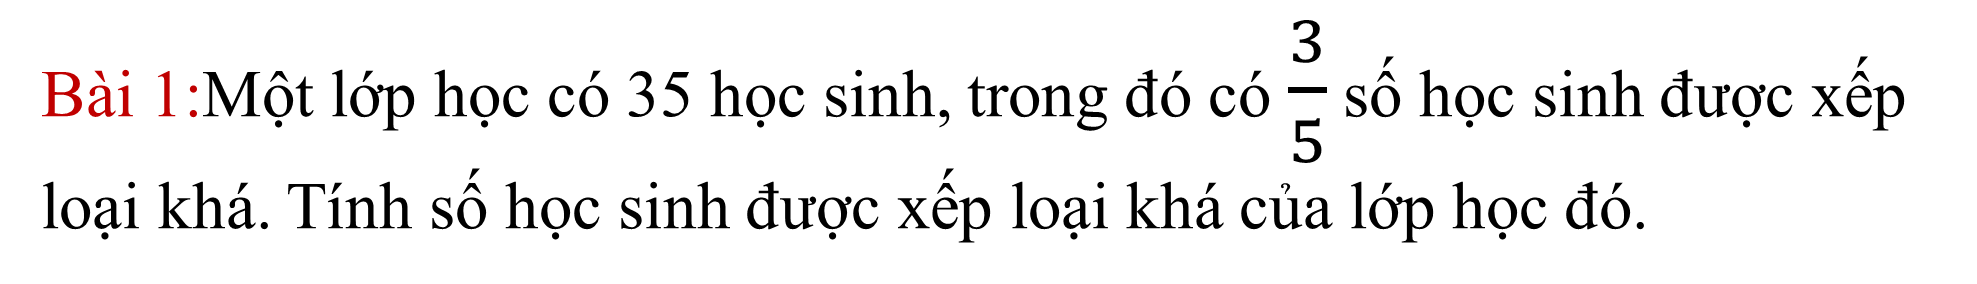 Bài 1:Một lớp học có 35 học sinh, trong đó có 3/5 số học sinh được xếp
loại khá. Tính số học sinh được xếp loại khá của lớp học đó.